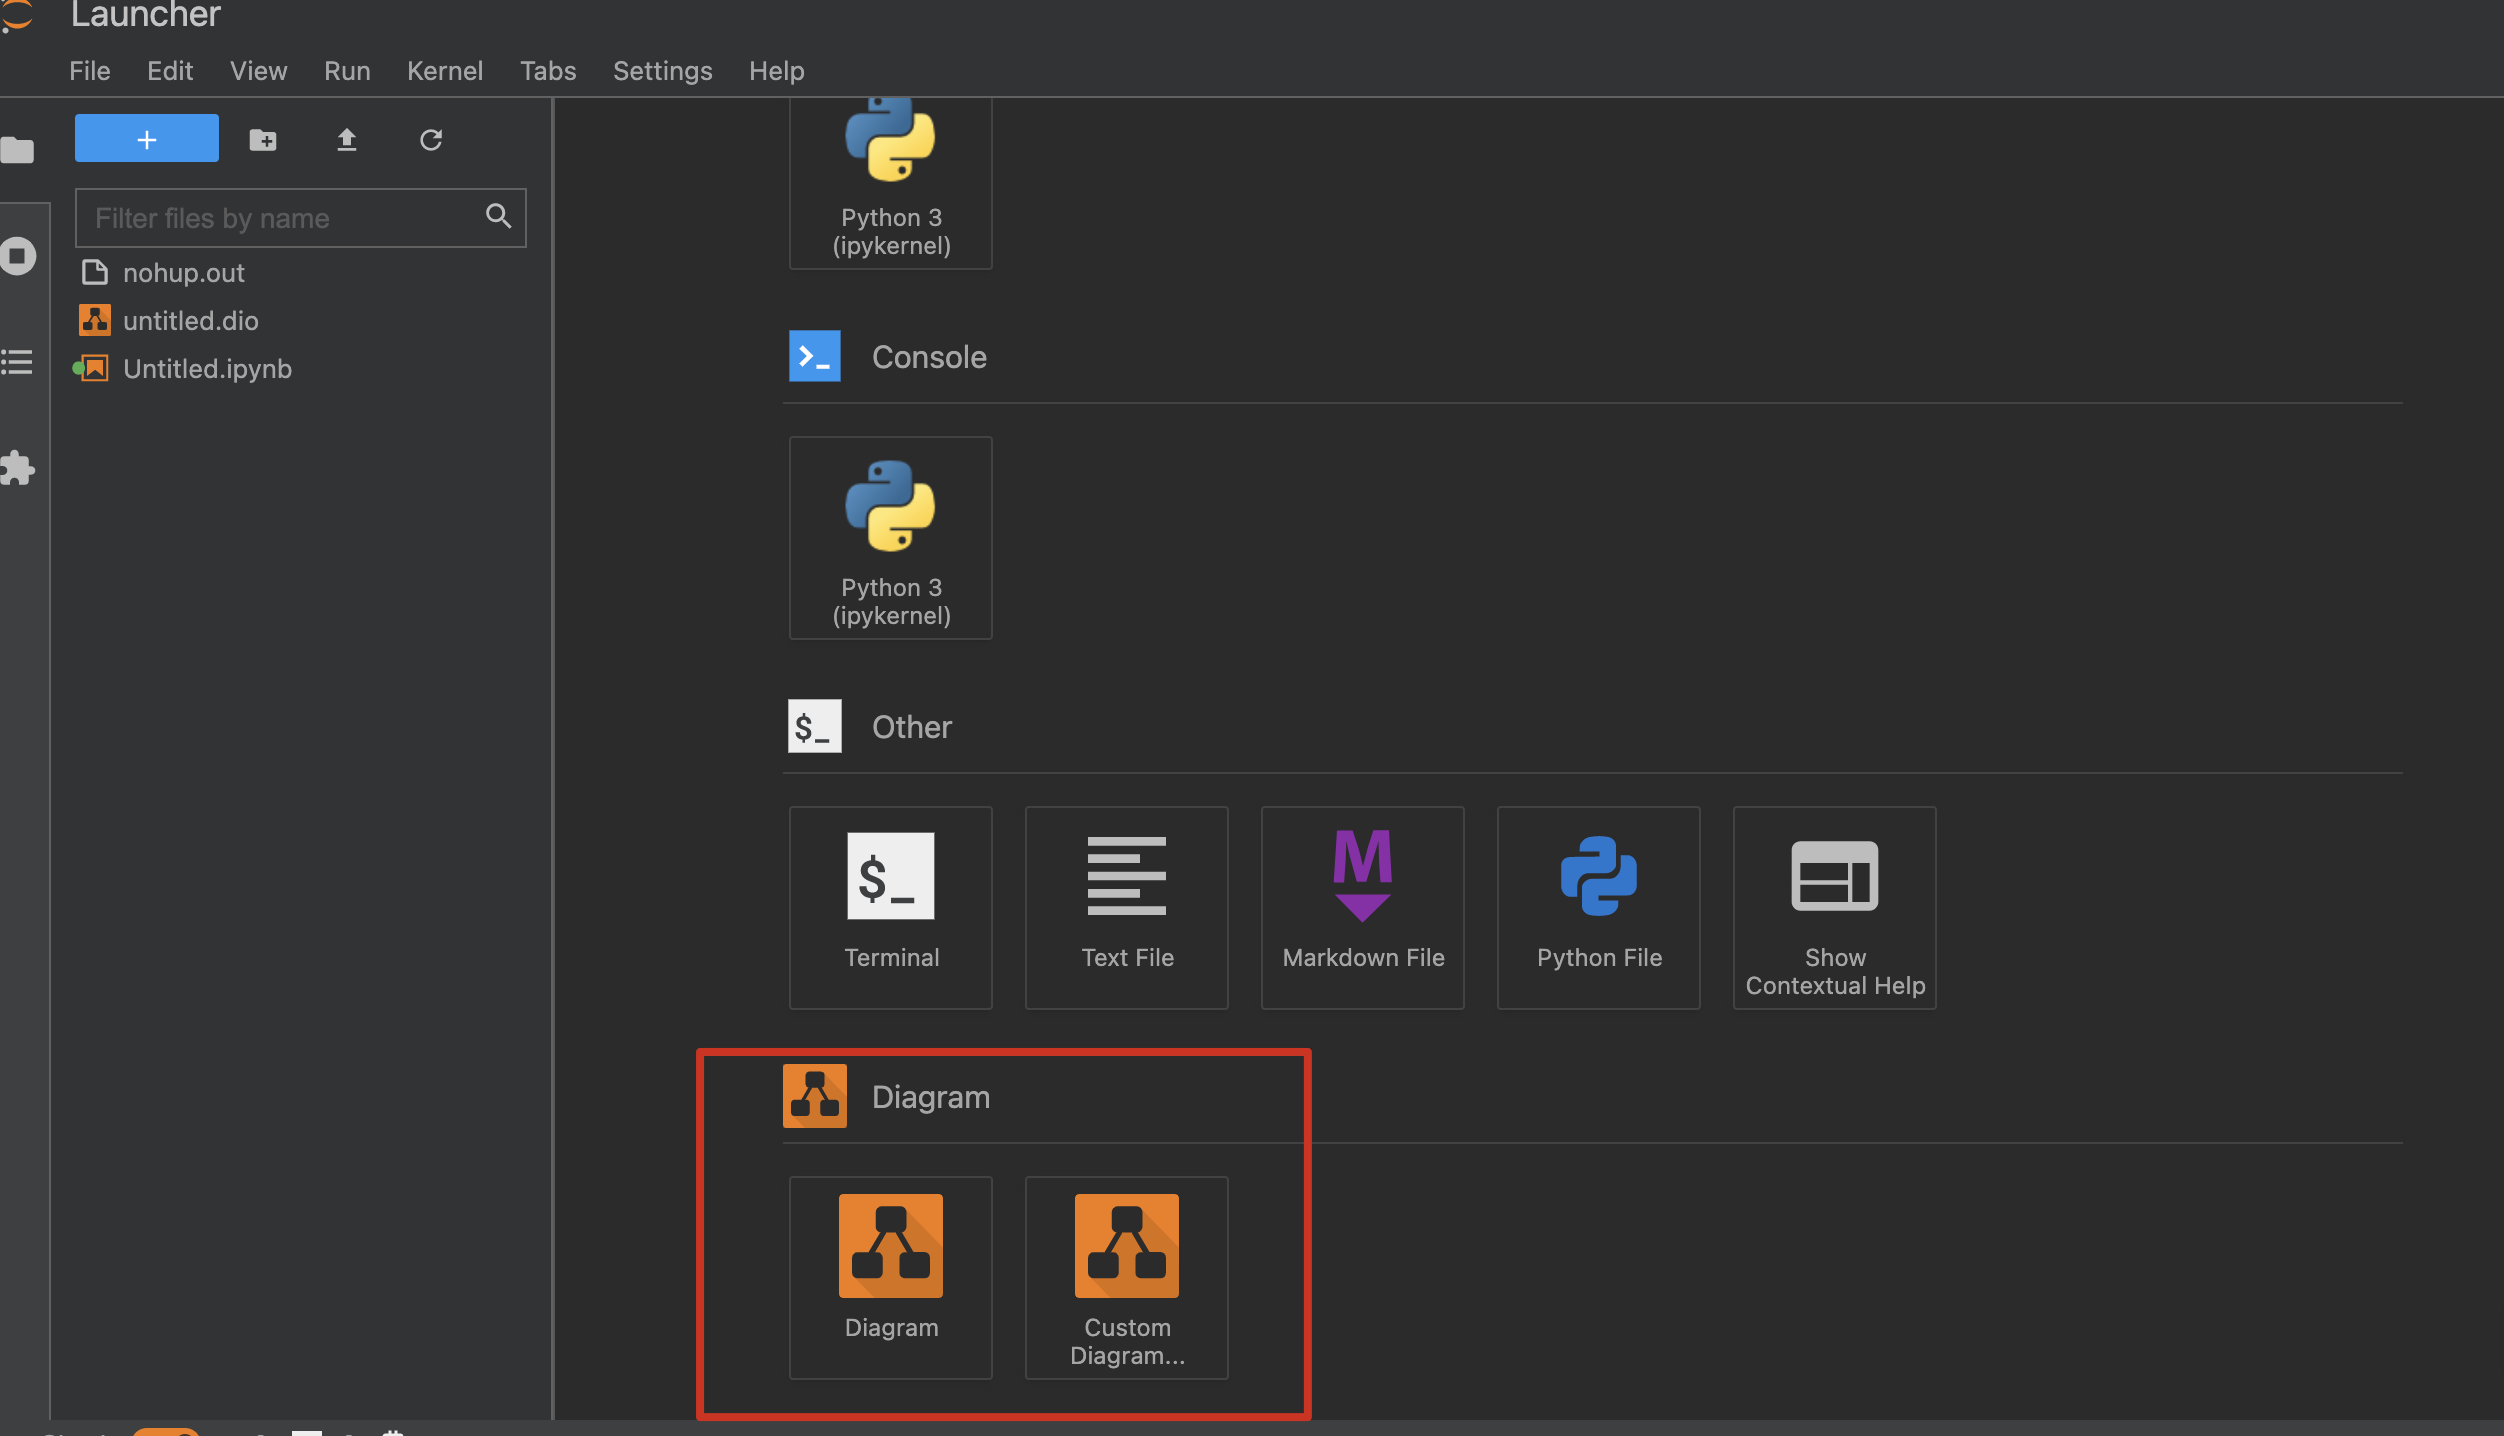 Launcher
File Edit View Run Kernel Tabs Settings Help
+
Filter files by name
nohup.out
untitled.dio
Untitled.ipynb
Python 3
(ipykernel)
Console
Python 3
(ipykernel)
$_ Other
$_
Terminal
Text File
M
Markdown File
Python File
Show
Contextual Help
Diagram
Diagram
Custom
Diagram...